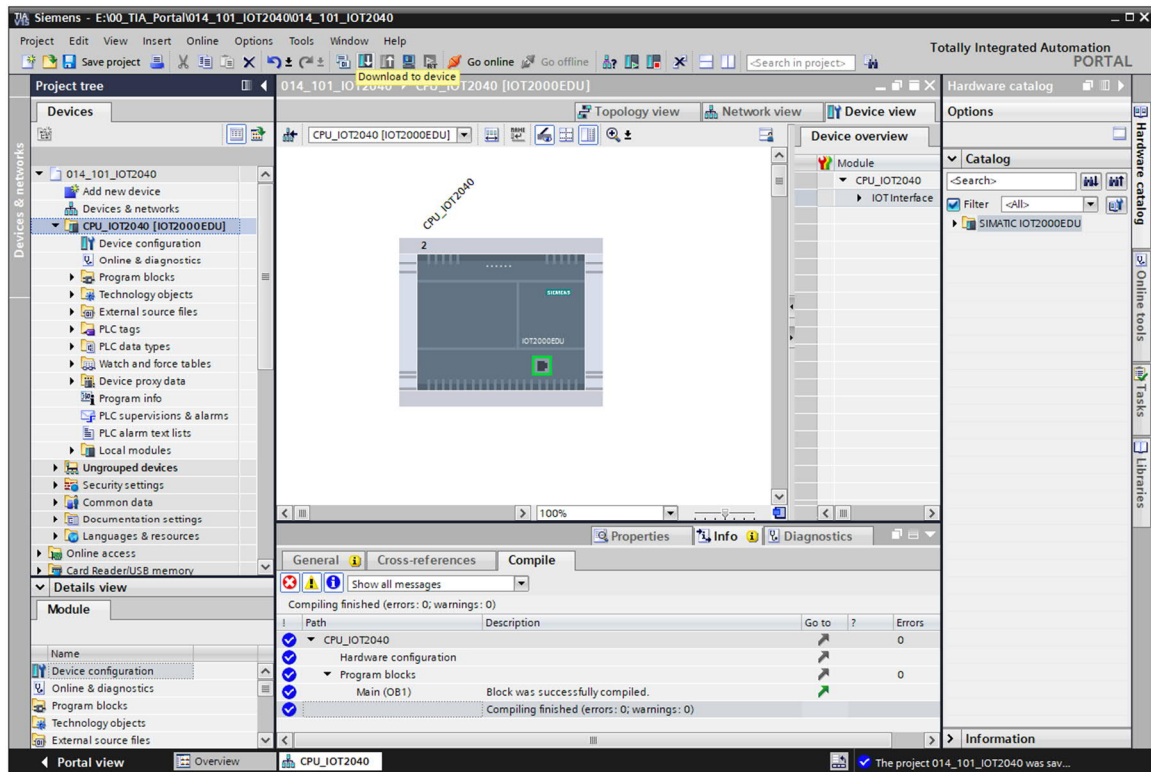 Siemens - E:\00_TIA_Portal\014_101_IOT2040\014_101_IOT2040
Project Edit View Insert Online Options Tools Window Help
Totally Integrated Automation
PORTAL
Save project Go online Go offline <Search in project>
Download to device
Project tree
Devices
Devices & networks
014_101_IOT2040
Add new device
Devices & networks
CPU_IOT2040 [IOT2000EDU]
Device configuration
Online & diagnostics
Program blocks
Technology objects
External source files
PLC tags
PLC data types
Watch and force tables
Device proxy data
Program info
PLC supervisions & alarms
PLC alarm text lists
Local modules
Ungrouped devices
Security settings
Common data
Documentation settings
Languages & resources
Online access
Card Reader/USB memory
Details view
Module
Name
Device configuration
Online & diagnostics
Program blocks
Technology objects
External source files
014_101_IOT2040 CPU_IOT2040 [IOT2000EDU]
Topology view Network view Device view
CPU_IOT2040 [IOT2000EDU]
CPU_IOT2040
2
SIEMENS
IOT2000EDU
100%
Device overview
Module
CPU_IOT2040
IOT Interface
Properties Info Diagnostics
General Cross-references Compile
Show all messages
Compiling finished (errors: 0; warnings: 0)
! Path Description Go to ? Errors
CPU_IOT2040 0
Hardware configuration
Program blocks 0
Main (OB1) Block was successfully compiled.
Compiling finished (errors: 0; warnings: 0)
Hardware catalog
Options
Catalog
<Search>
Filter <All>
SIMATIC IOT2000EDU
Information
Hardware catalog
Online tools
Tasks
Libraries
Portal view Overview CPU_IOT2040 The project 014_101_IOT2040 was sav...